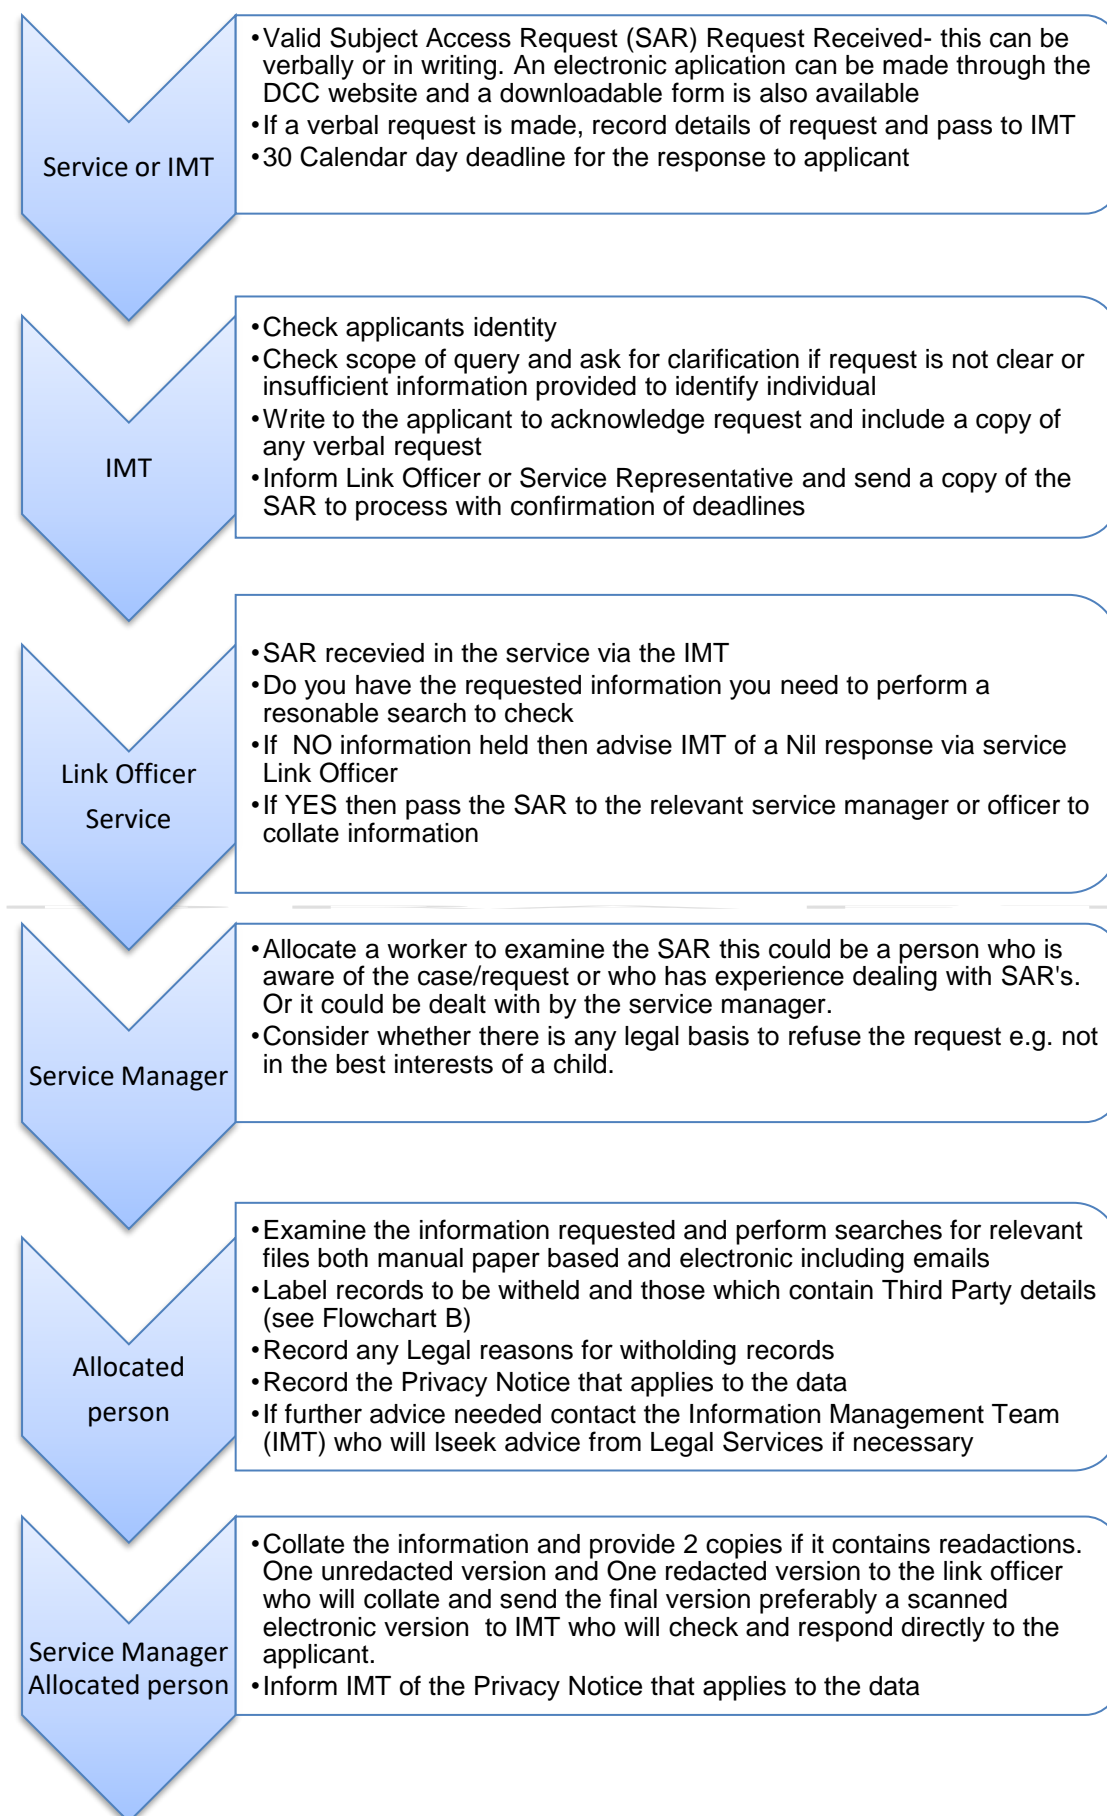 Service or IMT
•Valid Subject Access Request (SAR) Request Received- this can be
verbally or in writing. An electronic aplication can be made through the
DCC website and a downloadable form is also available
•If a verbal request is made, record details of request and pass to IMT
•30 Calendar day deadline for the response to applicant
IMT
•Check applicants identity
•Check scope of query and ask for clarification if request is not clear or
insufficient information provided to identify individual
•Write to the applicant to acknowledge request and include a copy of
any verbal request
•Inform Link Officer or Service Representative and send a copy of the
SAR to process with confirmation of deadlines
Link Officer
Service
•SAR recevied in the service via the IMT
•Do you have the requested information you need to perform a
resonable search to check
•If  NO information held then advise IMT of a Nil response via service
Link Officer
•If YES then pass the SAR to the relevant service manager or officer to
collate information
Service Manager
•Allocate a worker to examine the SAR this could be a person who is
aware of the case/request or who has experience dealing with SAR's.
Or it could be dealt with by the service manager.
•Consider whether there is any legal basis to refuse the request e.g. not
in the best interests of a child.
Allocated
person
•Examine the information requested and perform searches for relevant
files both manual paper based and electronic including emails
•Label records to be witheld and those which contain Third Party details
(see Flowchart B)
•Record any Legal reasons for witholding records
•Record the Privacy Notice that applies to the data
•If further advice needed contact the Information Management Team
(IMT) who will lseek advice from Legal Services if necessary
Service Manager
Allocated person
•Collate the information and provide 2 copies if it contains readactions.
One unredacted version and One redacted version to the link officer
who will collate and send the final version preferably a scanned
electronic version  to IMT who will check and respond directly to the
applicant.
•Inform IMT of the Privacy Notice that applies to the data